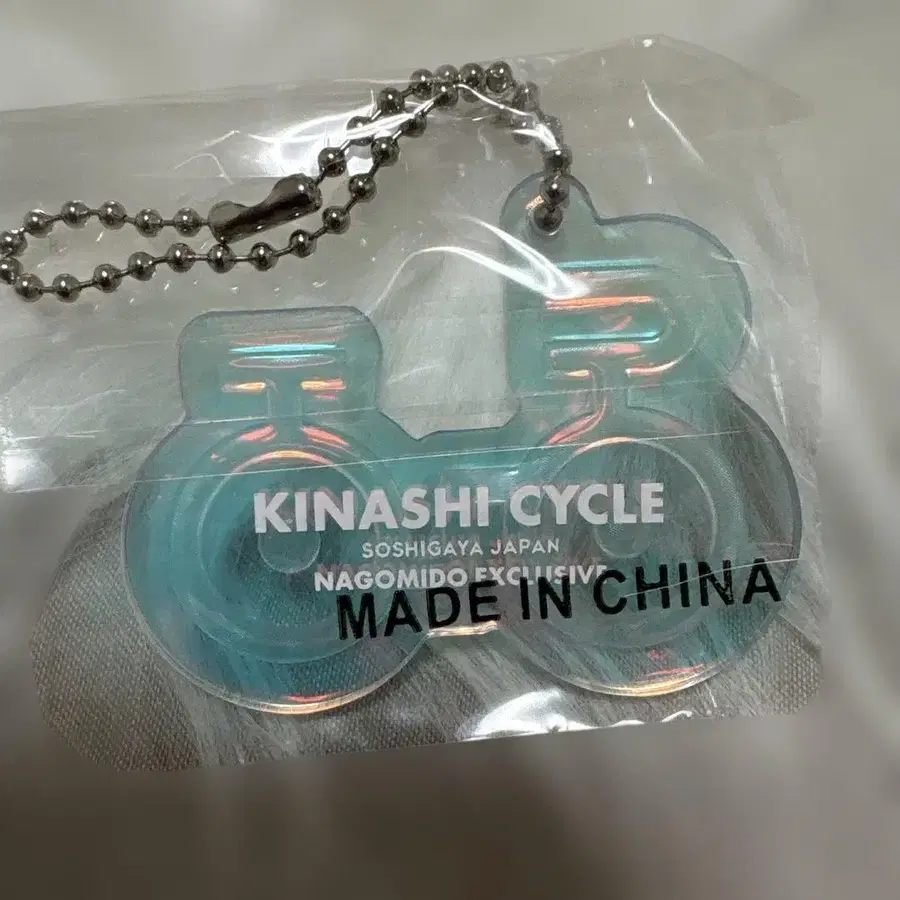 KINASHI CYCLE
SOSHIGAYA JAPAN
NAGOMIDO EXCLUSIVE
MADE IN CHINA